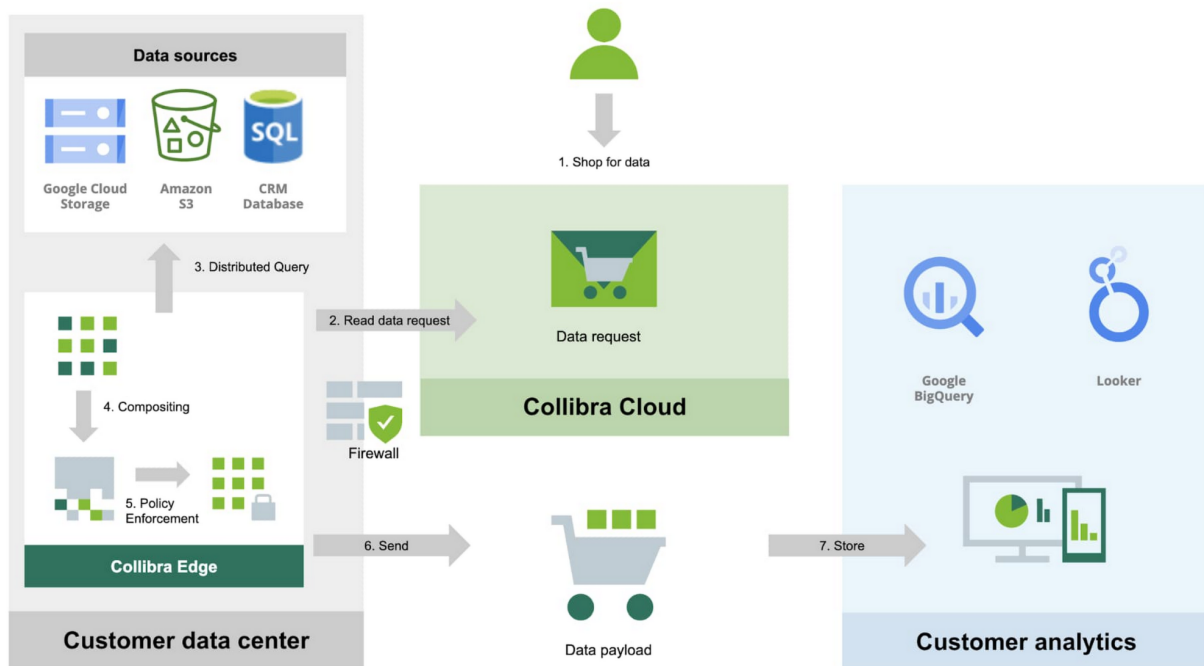 Data sources
SQL
Google Cloud
Storage
Amazon
S3
CRM
Database
1. Shop for data
3. Distributed Query
2. Read data request
Data request
Collibra Cloud
Firewall
4. Compositing
5. Policy
Enforcement
Collibra Edge
Customer data center
6. Send
Data payload
7. Store
Google
BigQuery
Looker
Customer analytics